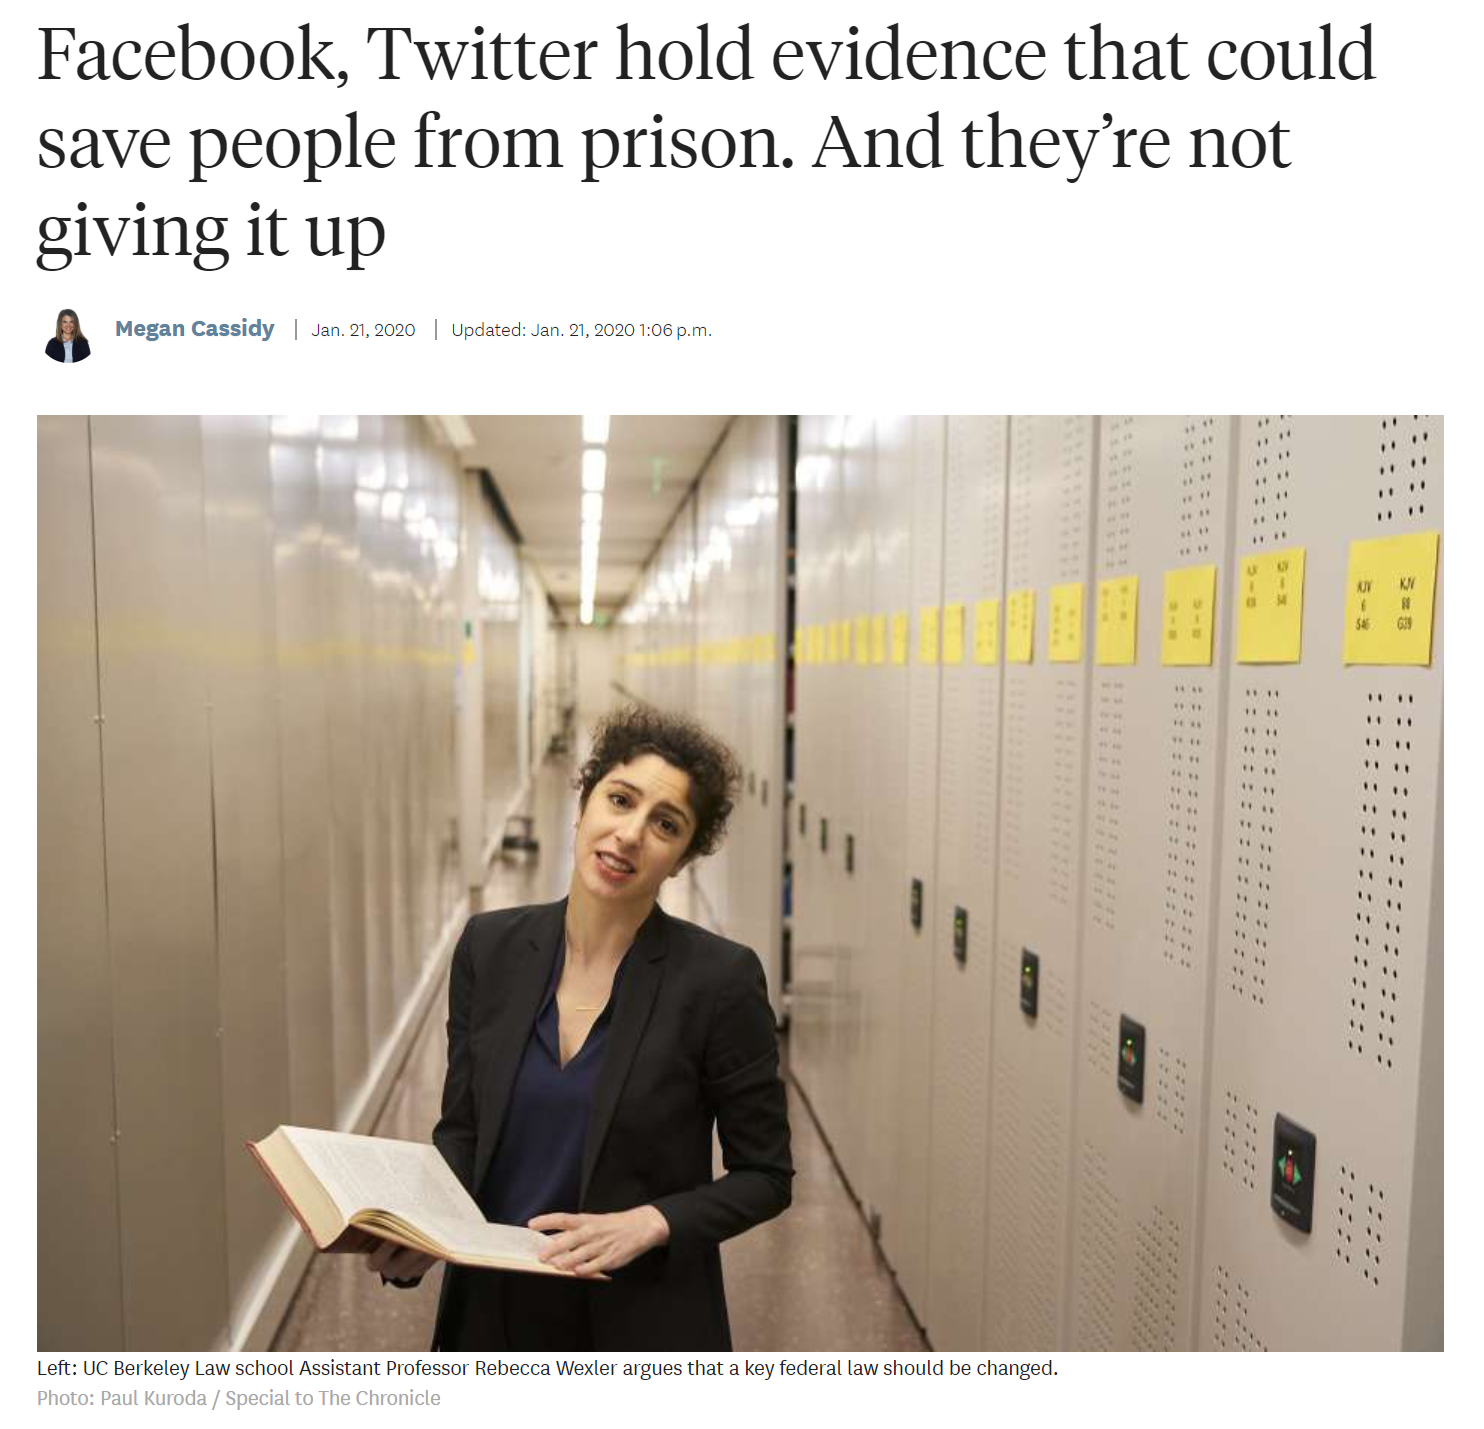 Facebook, Twitter hold evidence that could
save people from prison. And they’re not
giving it up
Megan Cassidy | Jan. 21, 2020 | Updated: Jan. 21, 2020 1:06 p.m.
KJV KJV
6 88
S46 G39
Left: UC Berkeley Law school Assistant Professor Rebecca Wexler argues that a key federal law should be changed.
Photo: Paul Kuroda / Special to The Chronicle